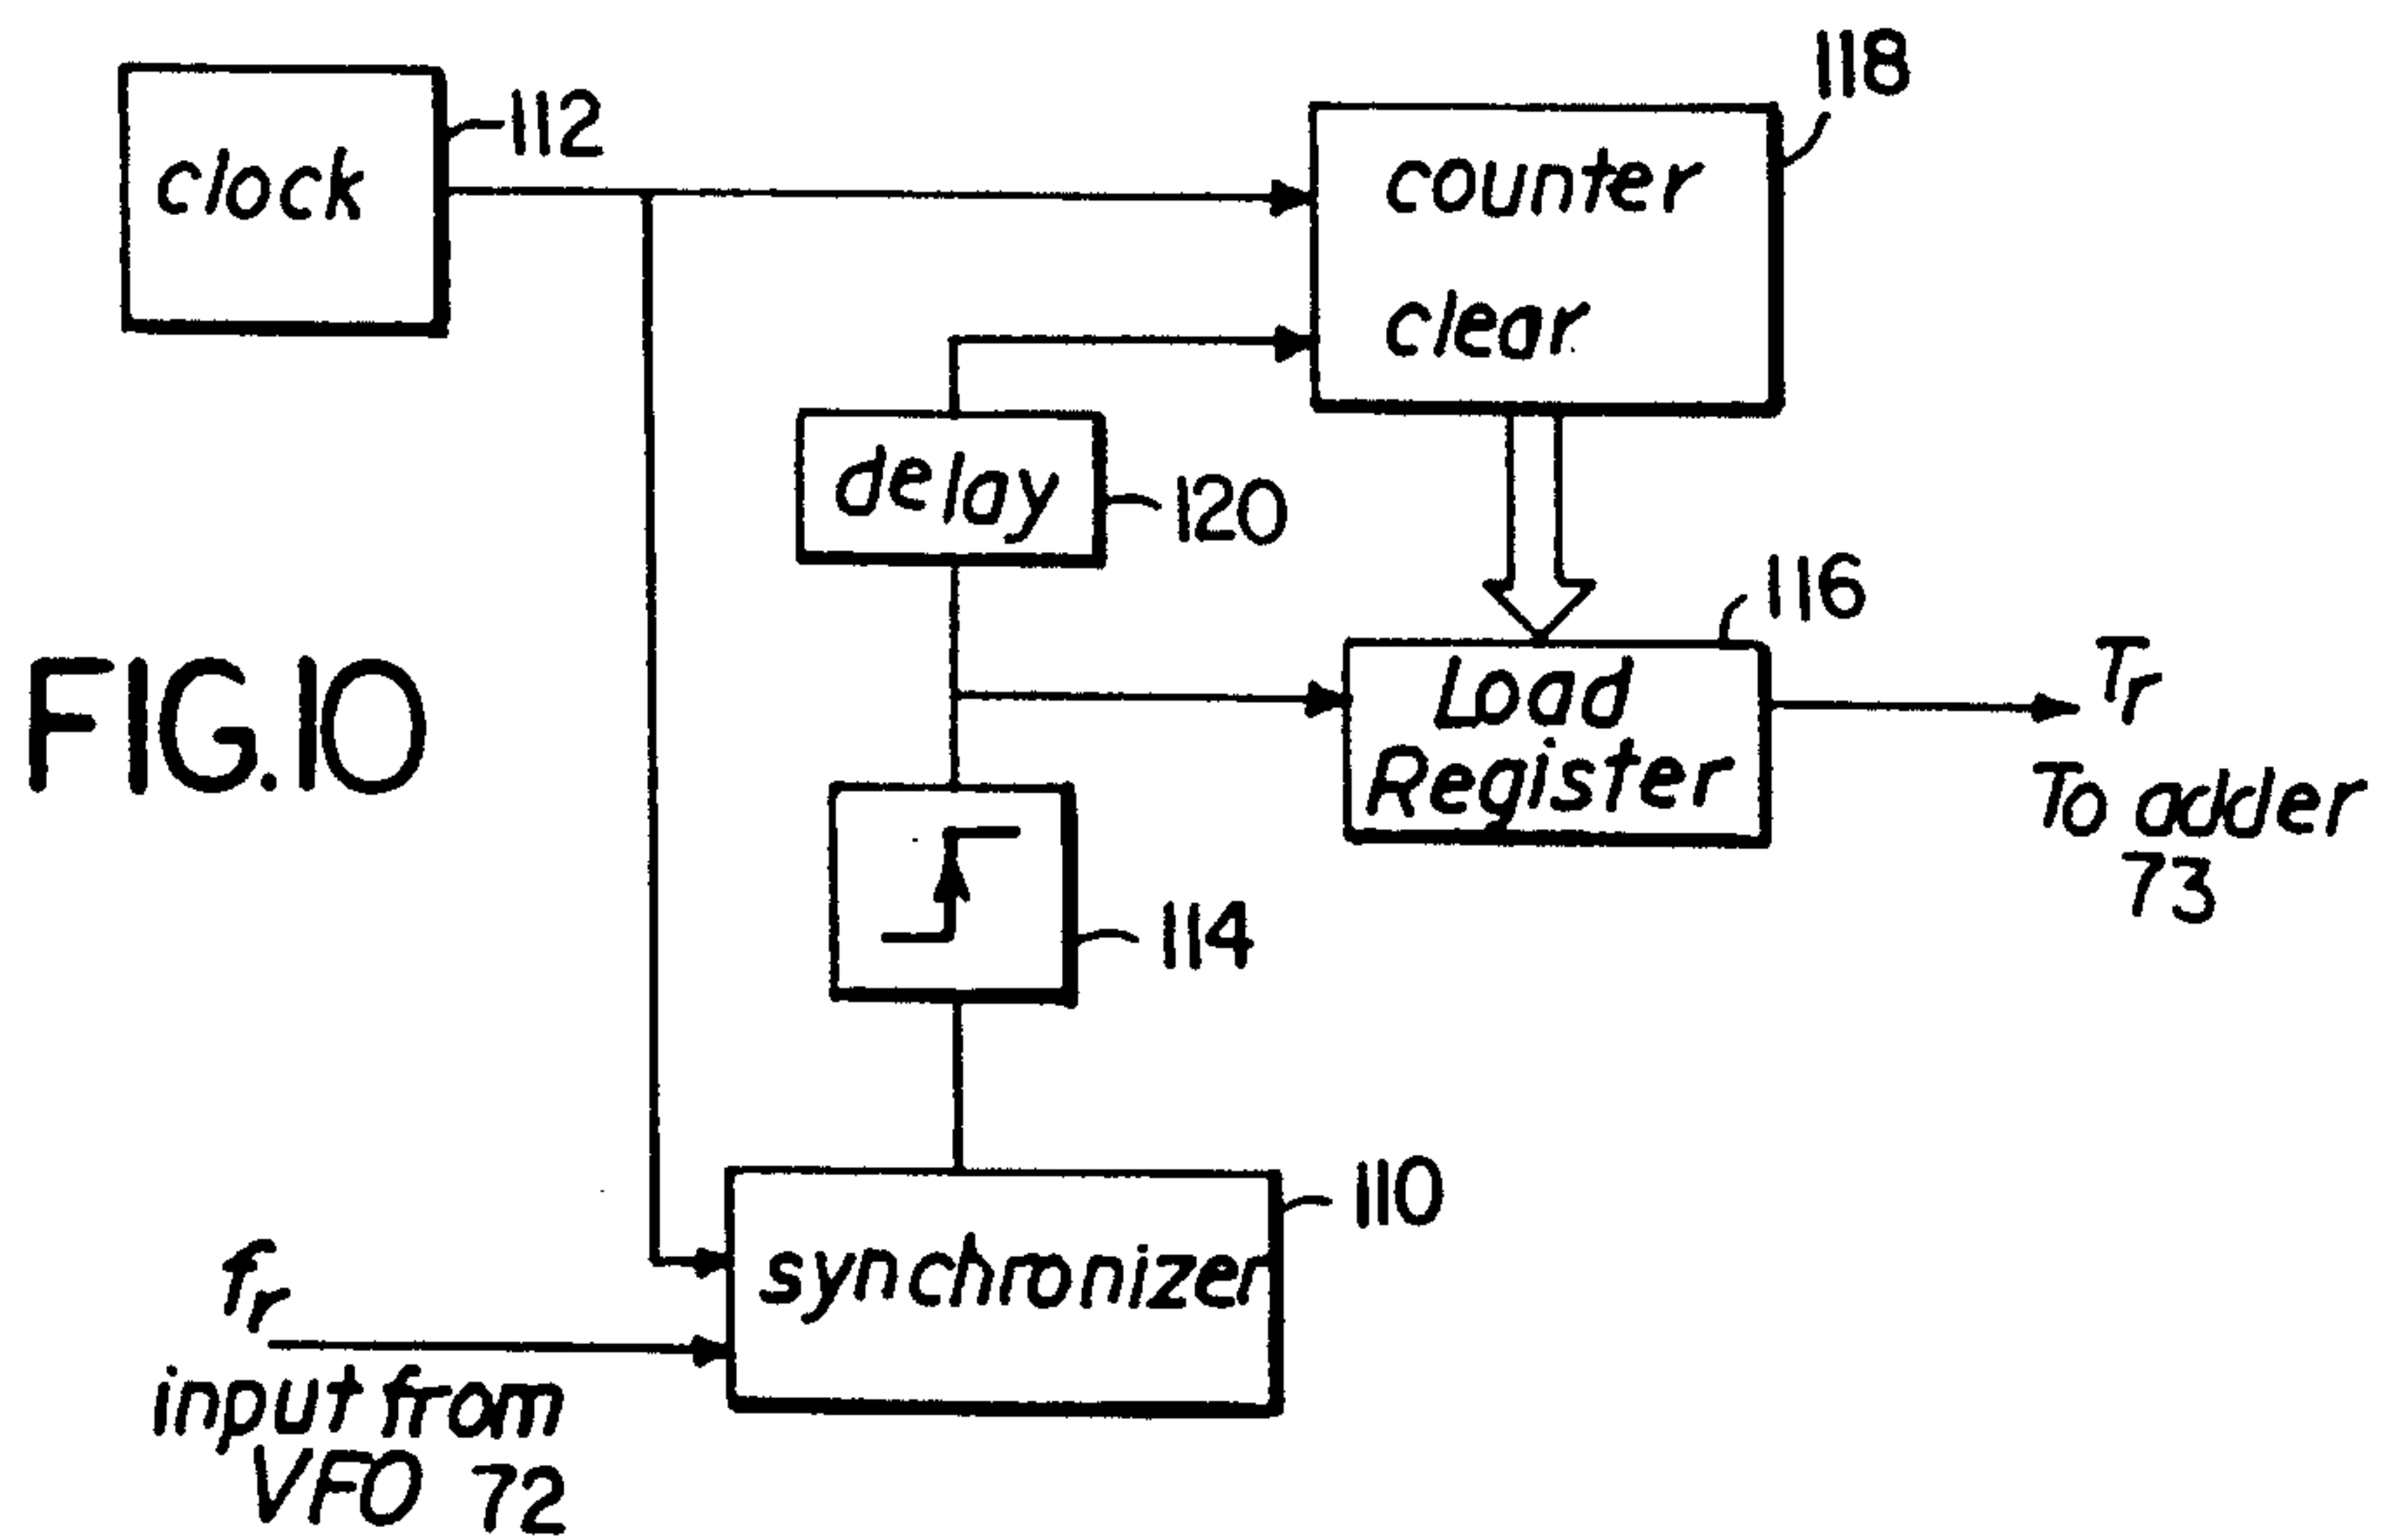 clock
112
118
counter
clear
delay
120
116
FIG.10
Load
Register
Tr
To adder
73
114
110
synchronizer
fr
input from
VFO 72